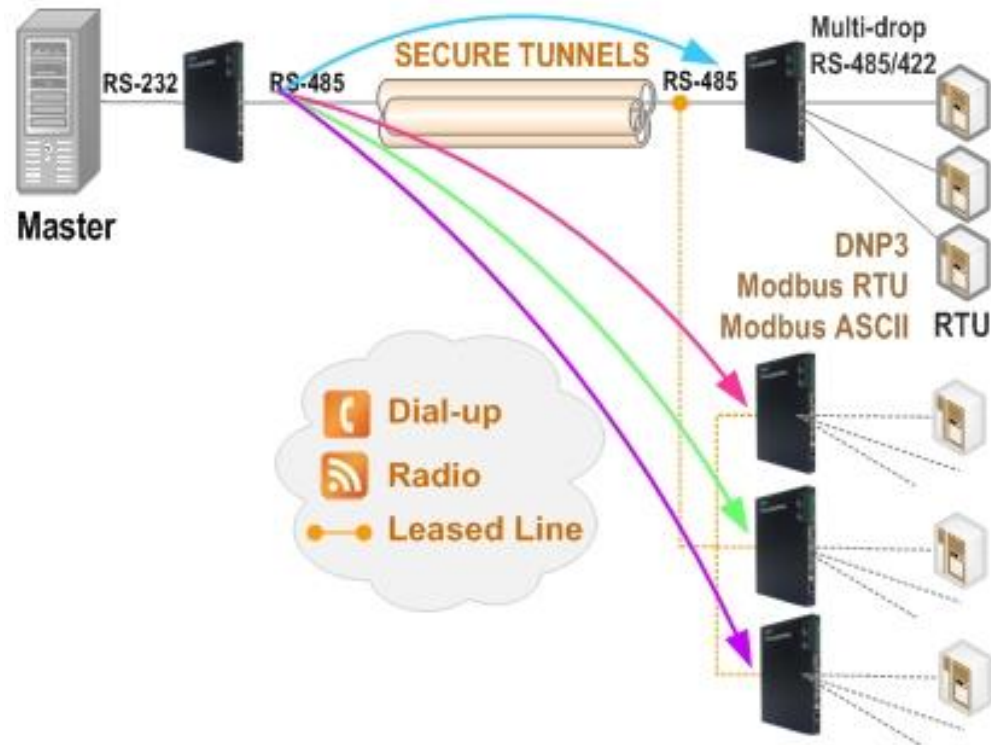 Multi-drop
RS-485/422
SECURE TUNNELS
RS-232
RS-485
RS-485
Master
DNP3
Modbus RTU
Modbus ASCII
RTU
Dial-up
Radio
Leased Line